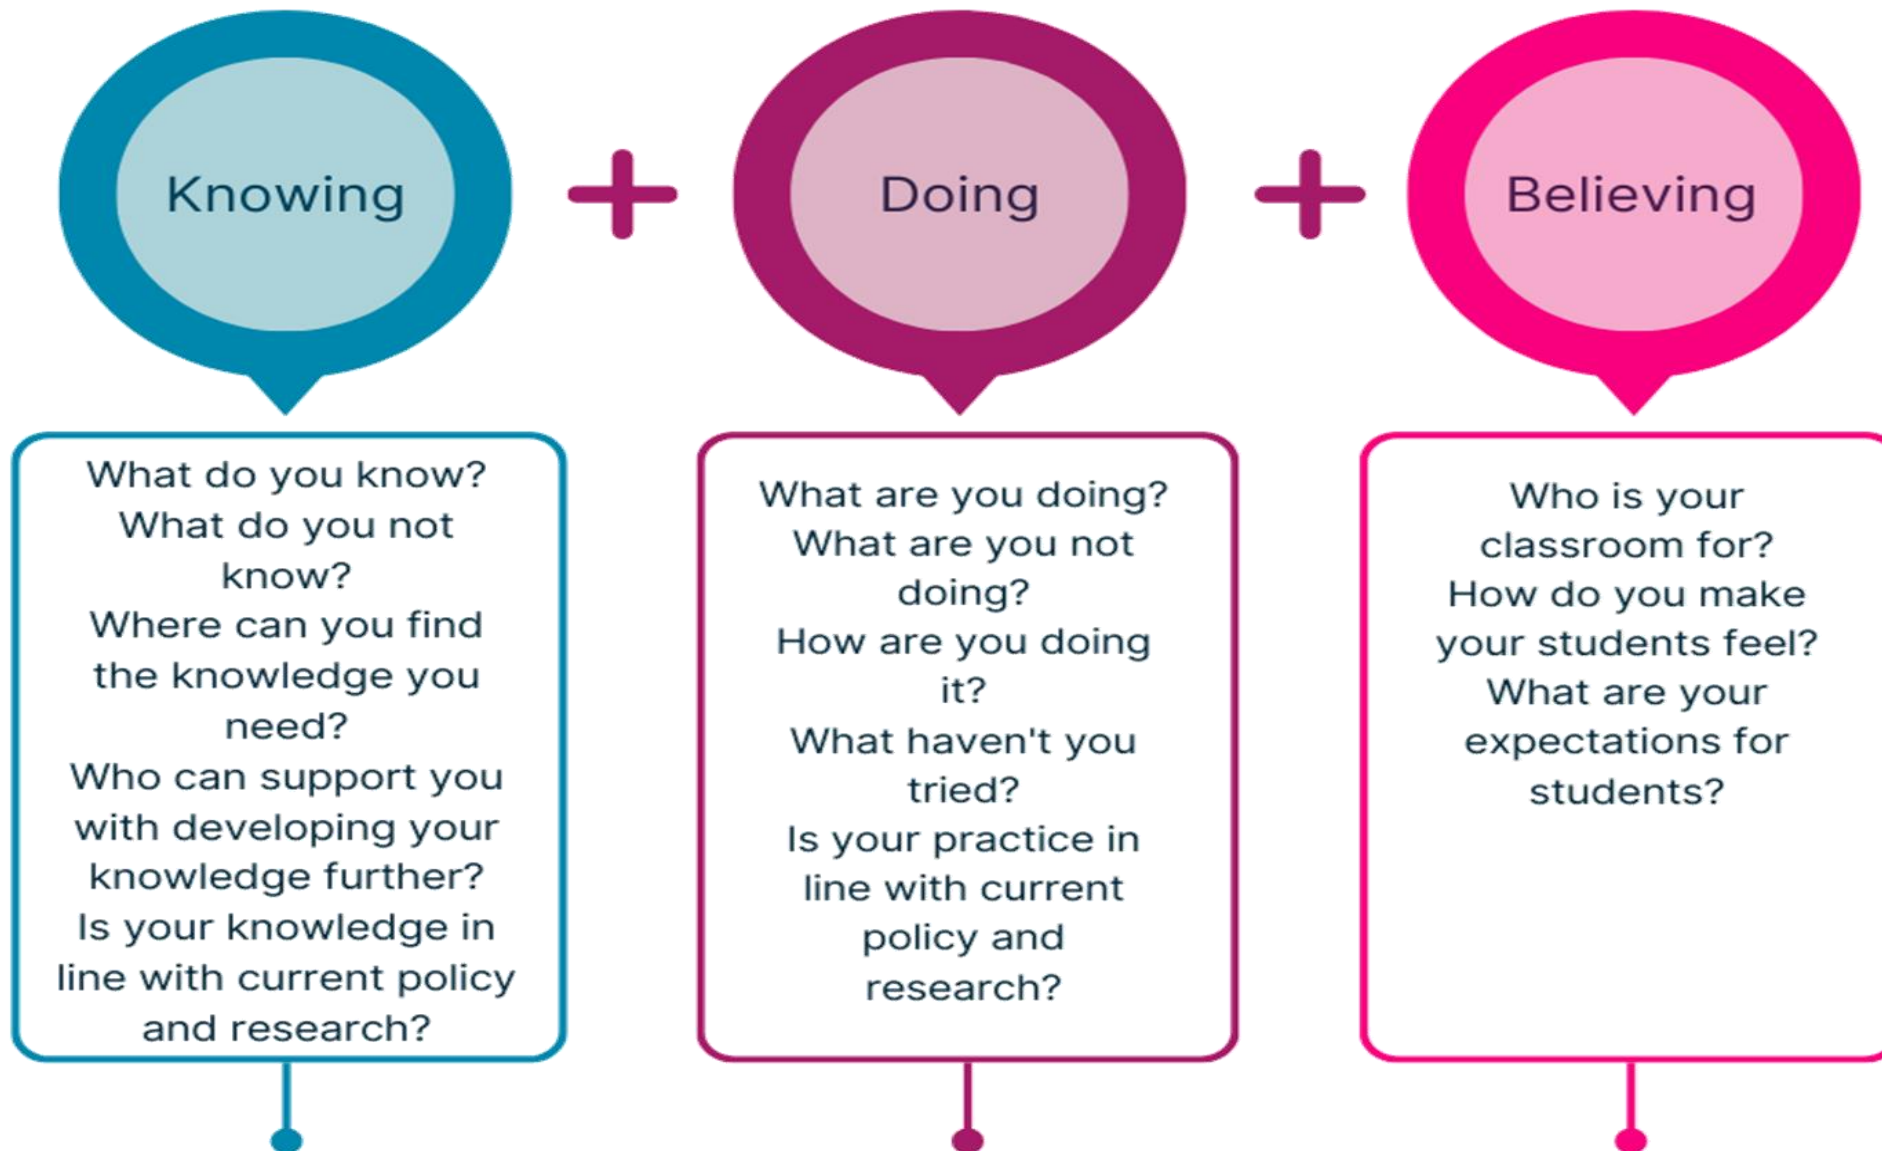 Knowing
Doing
Believing
What do you know?
What do you not
know?
Where can you find
the knowledge you
need?
Who can support you
with developing your
knowledge further?
Is your knowledge in
line with current policy
and research?
What are you doing?
What are you not
doing?
How are you doing
it?
What haven't you
tried?
Is your practice in
line with current
policy and
research?
Who is your
classroom for?
How do you make
your students feel?
What are your
expectations for
students?